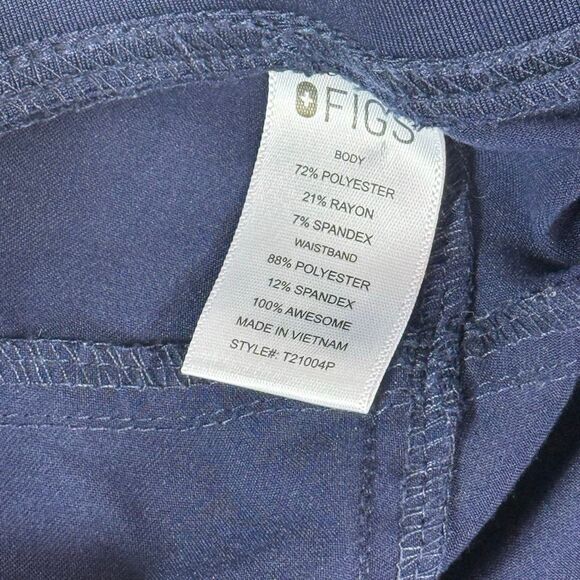 FIGS
BODY
72% POLYESTER
21% RAYON
7% SPANDEX
WAISTBAND
88% POLYESTER
12% SPANDEX
100% AWESOME
MADE IN VIETNAM
STYLE#: T21004P